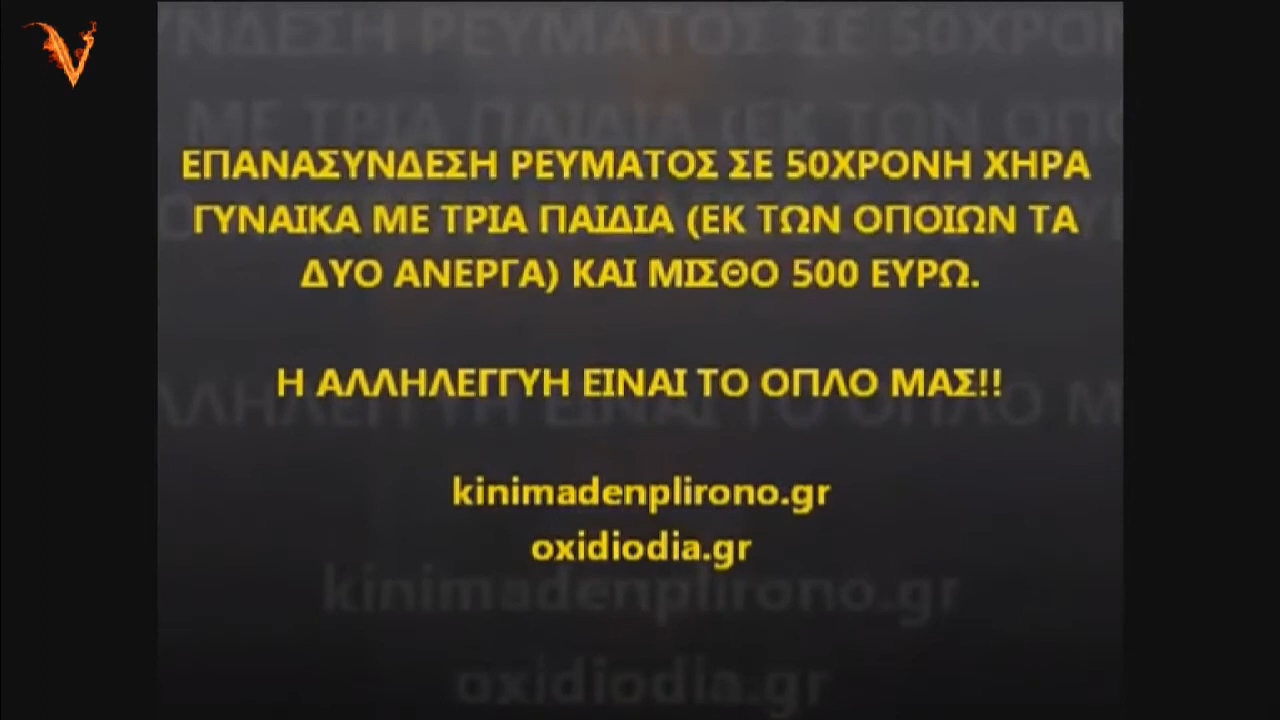 ΕΠΑΝΑΣΥΝΔΕΣΗ ΡΕΥΜΑΤΟΣ ΣΕ 50ΧΡΟΝΗ ΧΗΡΑ
ΓΥΝΑΙΚΑ ΜΕ ΤΡΙΑ ΠΑΙΔΙΑ (ΕΚ ΤΩΝ ΟΠΟΙΩΝ ΤΑ
ΔΥΟ ΑΝΕΡΓΑ) ΚΑΙ ΜΙΣΘΟ 500 ΕΥΡΩ.
Η ΑΛΛΗΛΕΓΓΥΗ ΕΙΝΑΙ ΤΟ ΟΠΛΟ ΜΑΣ!!
kinimadenplirono.gr
oxidiodia.gr